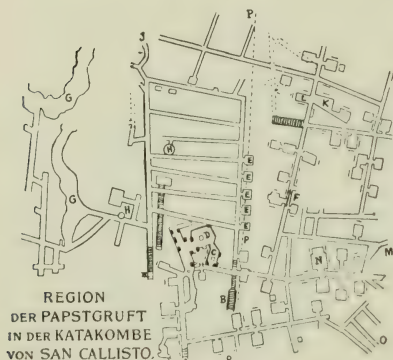 J
P.
G
E
K
H
E
E
F
E
G
H
E
D
E
P
C
N
M
B
O
REGION
DER PAPSTGRUFT
IN DER KATAKOMBE
VON SAN CALLISTO.